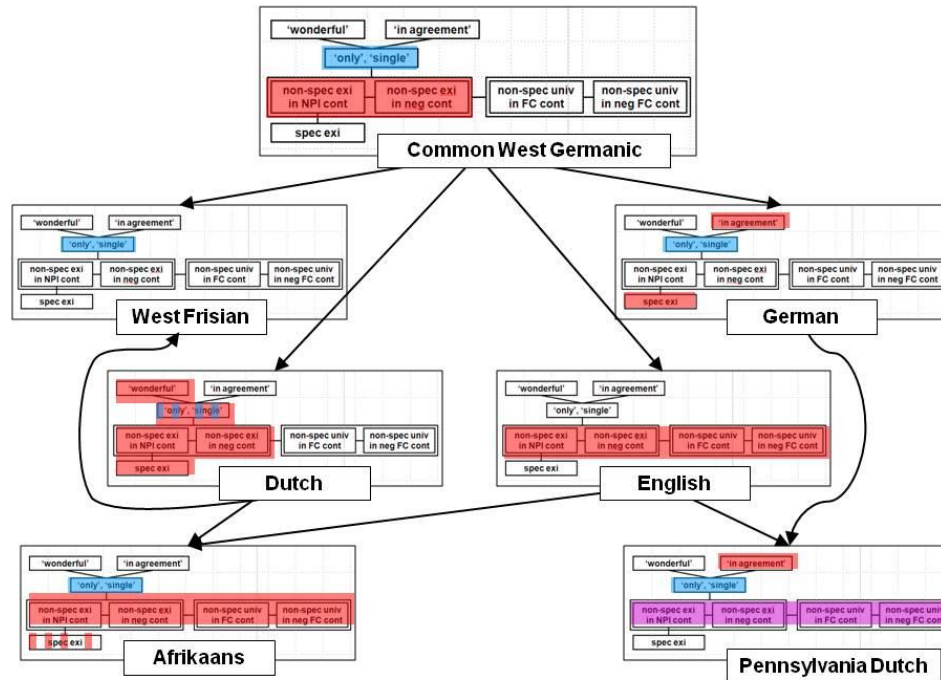 'wonderful' 'in agreement'
'only', 'single'
non-spec exi in NPI cont non-spec exi in neg cont non-spec univ in FC cont non-spec univ in neg FC cont
spec exi
Common West Germanic
'wonderful' 'in agreement'
'only', 'single'
non-spec exi in NPI cont non-spec exi in neg cont non-spec univ in FC cont non-spec univ in neg FC cont
spec exi
West Frisian
'wonderful' 'in agreement'
'only', 'single'
non-spec exi in NPI cont non-spec exi in neg cont non-spec univ in FC cont non-spec univ in neg FC cont
spec exi
German
'wonderful' 'in agreement'
'only', 'single'
non-spec exi in NPI cont non-spec exi in neg cont non-spec univ in FC cont non-spec univ in neg FC cont
spec exi
Dutch
'wonderful' 'in agreement'
'only', 'single'
non-spec exi in NPI cont non-spec exi in neg cont non-spec univ in FC cont non-spec univ in neg FC cont
spec exi
English
'wonderful' 'in agreement'
'only', 'single'
non-spec exi in NPI cont non-spec exi in neg cont non-spec univ in FC cont non-spec univ in neg FC cont
spec exi
Afrikaans
'wonderful' 'in agreement'
'only', 'single'
non-spec exi in NPI cont non-spec exi in neg cont non-spec univ in FC cont non-spec univ in neg FC cont
spec exi
Pennsylvania Dutch